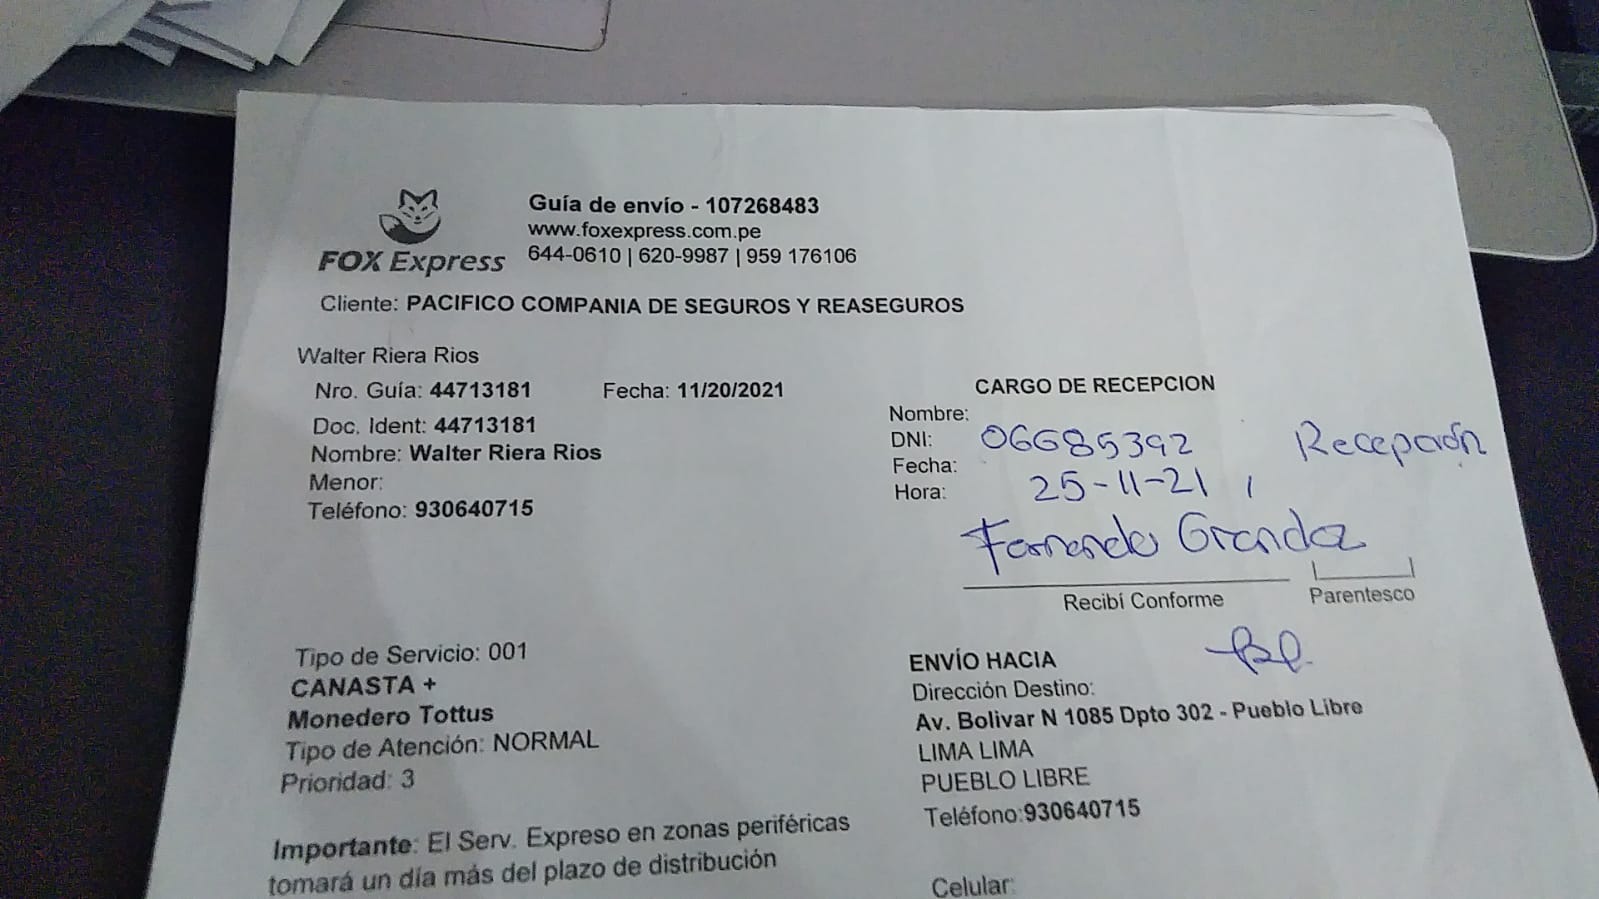 Guía de envío - 107268483
www.foxexpress.com.pe
644-0610 | 620-9987 | 959 176106
FOX Express
Cliente: PACIFICO COMPANIA DE SEGUROS Y REASEGUROS
Walter Riera Rios
Nro. Guía: 44713181 Fecha: 11/20/2021
Doc. Ident: 44713181
Nombre: Walter Riera Rios
Menor:
Teléfono: 930640715
CARGO DE RECEPCION
Nombre:
DNI: 06685392 Recepción
Fecha: 25-11-21
Hora:
Fernando Granda
Recibí Conforme Parentesco
Tipo de Servicio: 001
CANASTA +
Monedero Tottus
Tipo de Atención: NORMAL
Prioridad: 3
Importante: El Serv. Expreso en zonas periféricas
tomará un día más del plazo de distribución
ENVÍO HACIA
Dirección Destino:
Av. Bolivar N 1085 Dpto 302 - Pueblo Libre
LIMA LIMA
PUEBLO LIBRE
Teléfono:930640715
Celular: